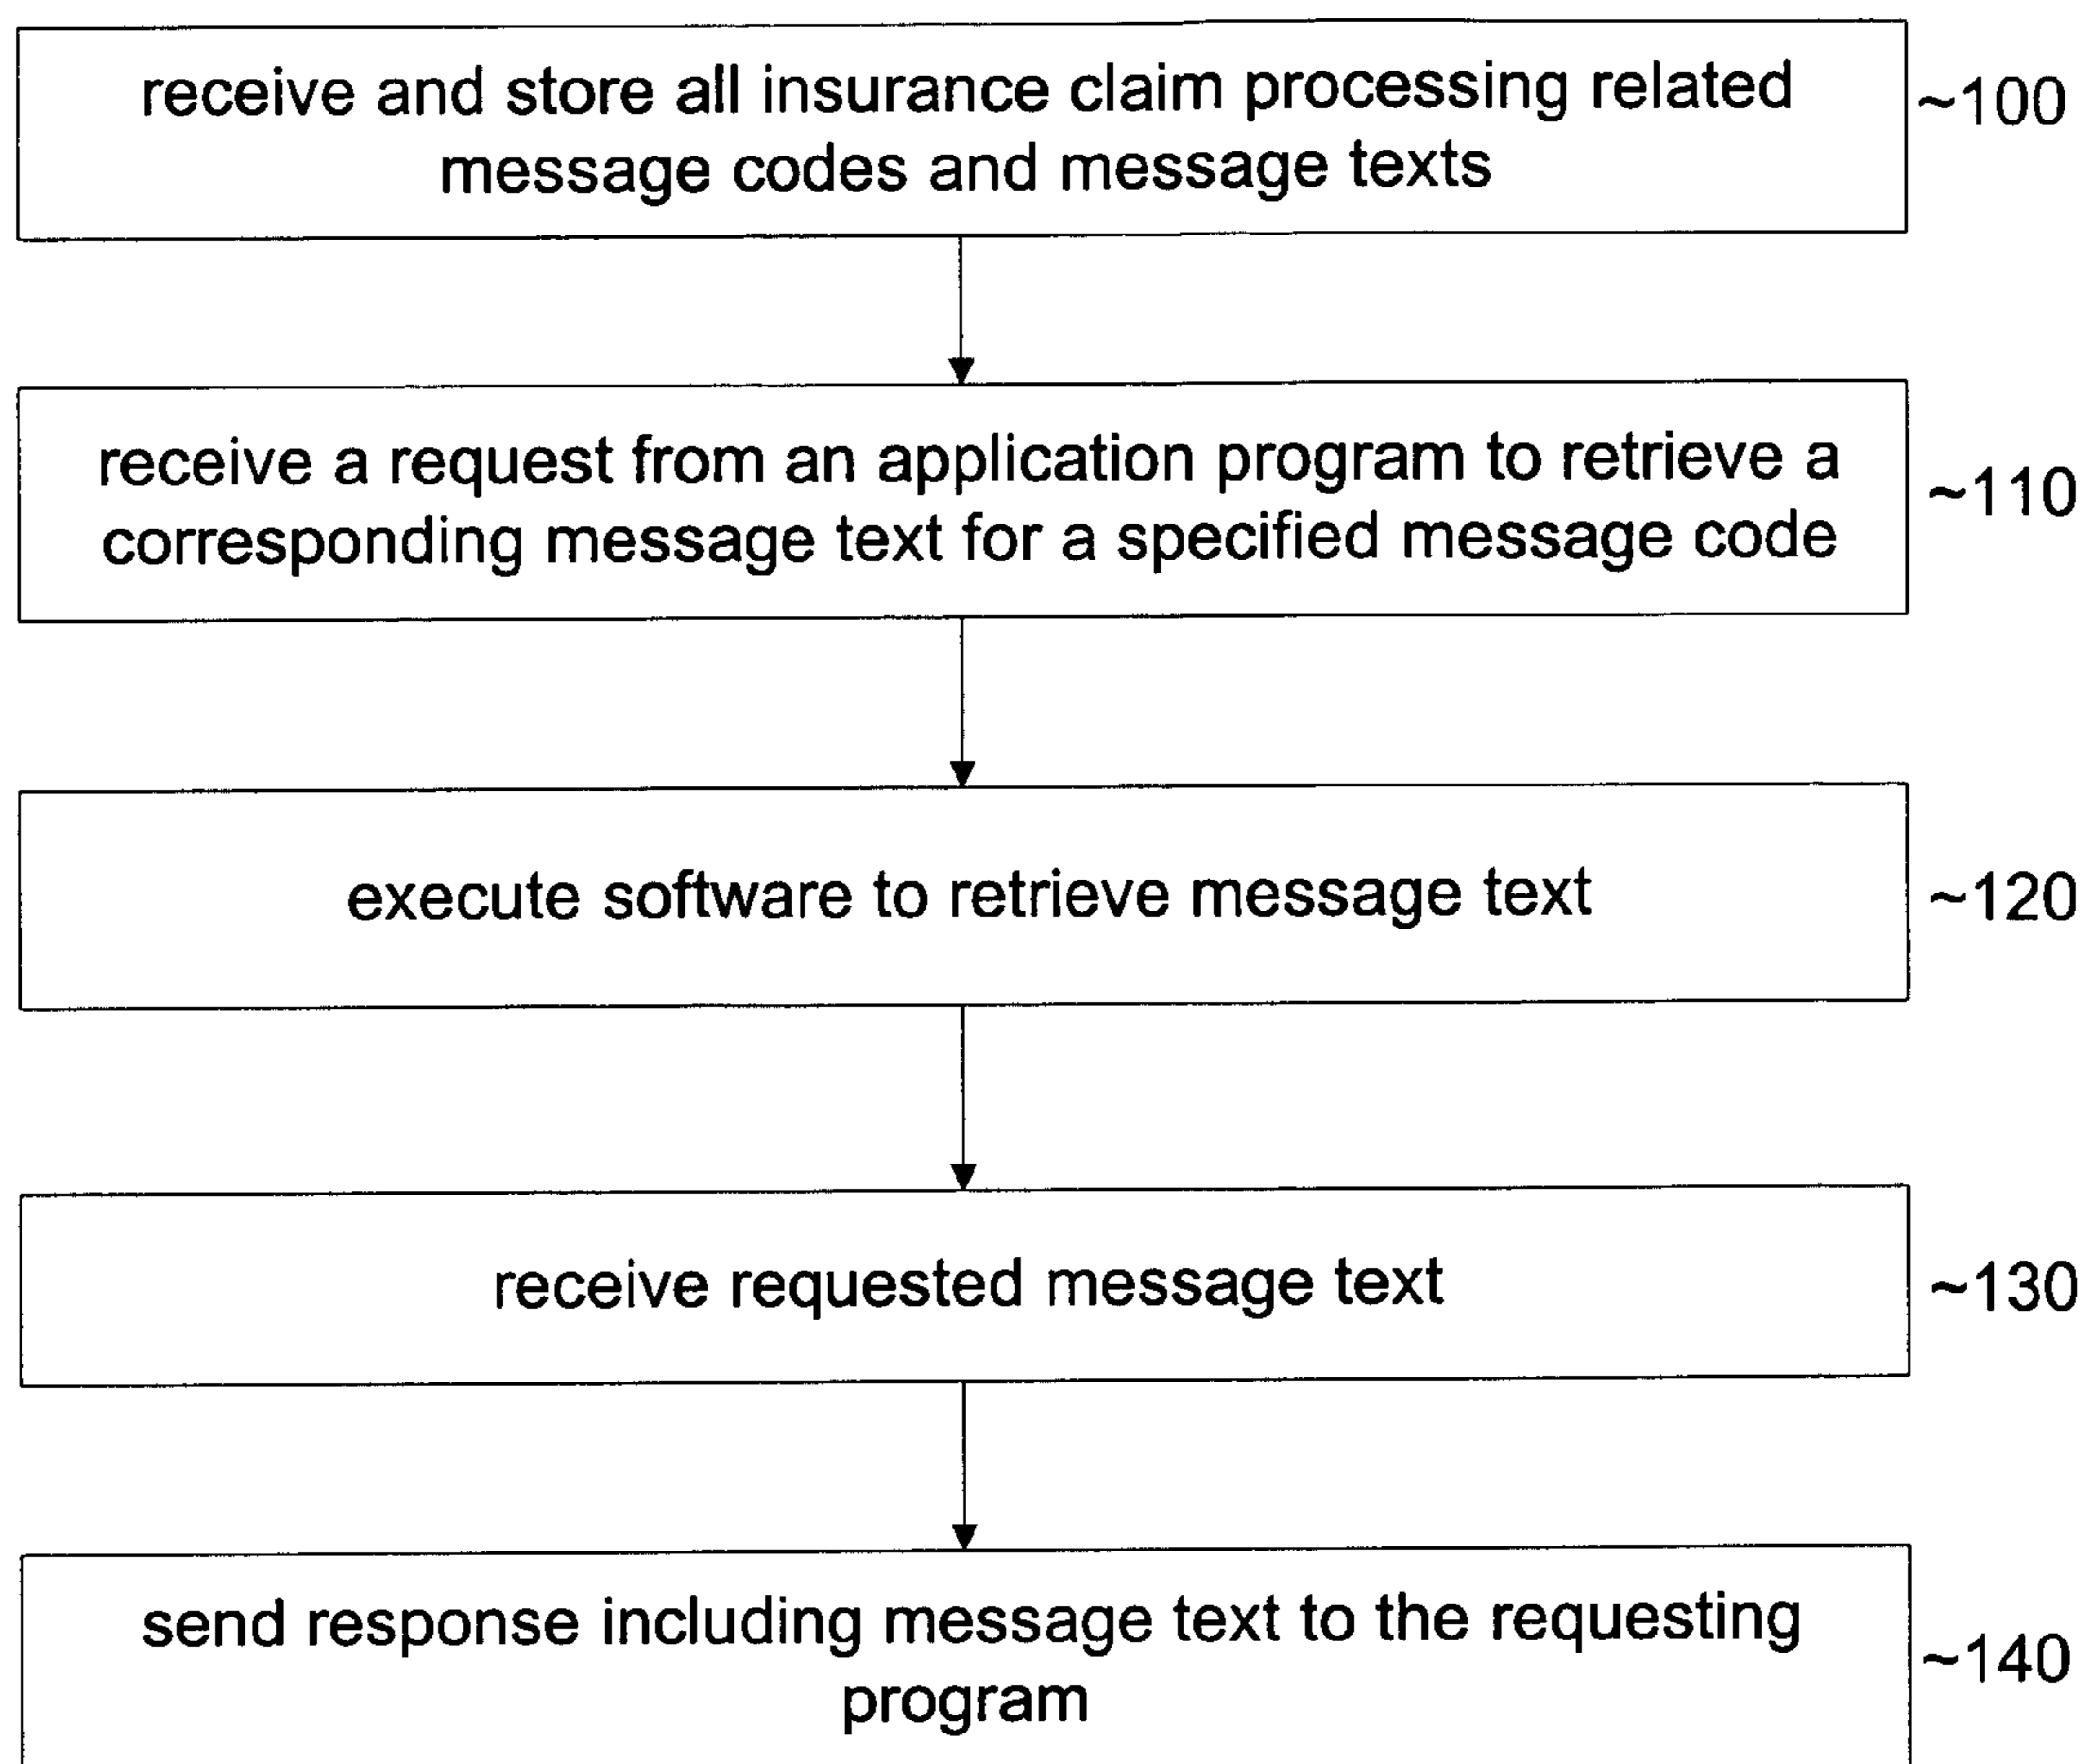 receive and store all insurance claim processing related
message codes and message texts
~100
receive a request from an application program to retrieve a
corresponding message text for a specified message code
~110
execute software to retrieve message text
~120
receive requested message text
~130
send response including message text to the requesting
program
~140